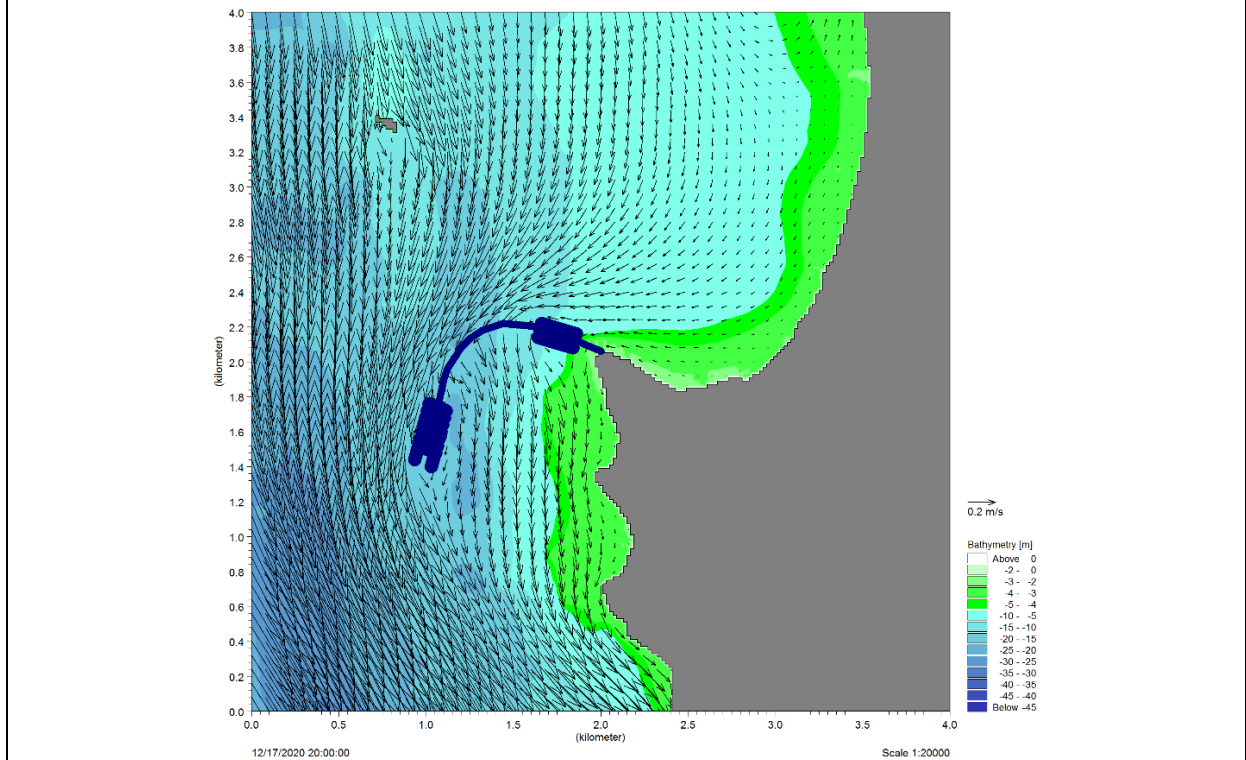 4.0
3.8
3.6
3.4
3.2
3.0
2.8
2.6
2.4
2.2
2.0
1.8
1.6
1.4
1.2
1.0
0.8
0.6
0.4
0.2
0.0
(kilometer)
0.0 0.5 1.0 1.5 2.0 2.5 3.0 3.5 4.0
(kilometer)
12/17/2020 20:00:00
Scale 1:20000
0.2 m/s
Bathymetry [m]
Above 0
-2 - 0
-3 - -2
-4 - -3
-5 - -4
-10 - -5
-15 - -10
-20 - -15
-25 - -20
-30 - -25
-35 - -30
-40 - -35
-45 - -40
Below -45